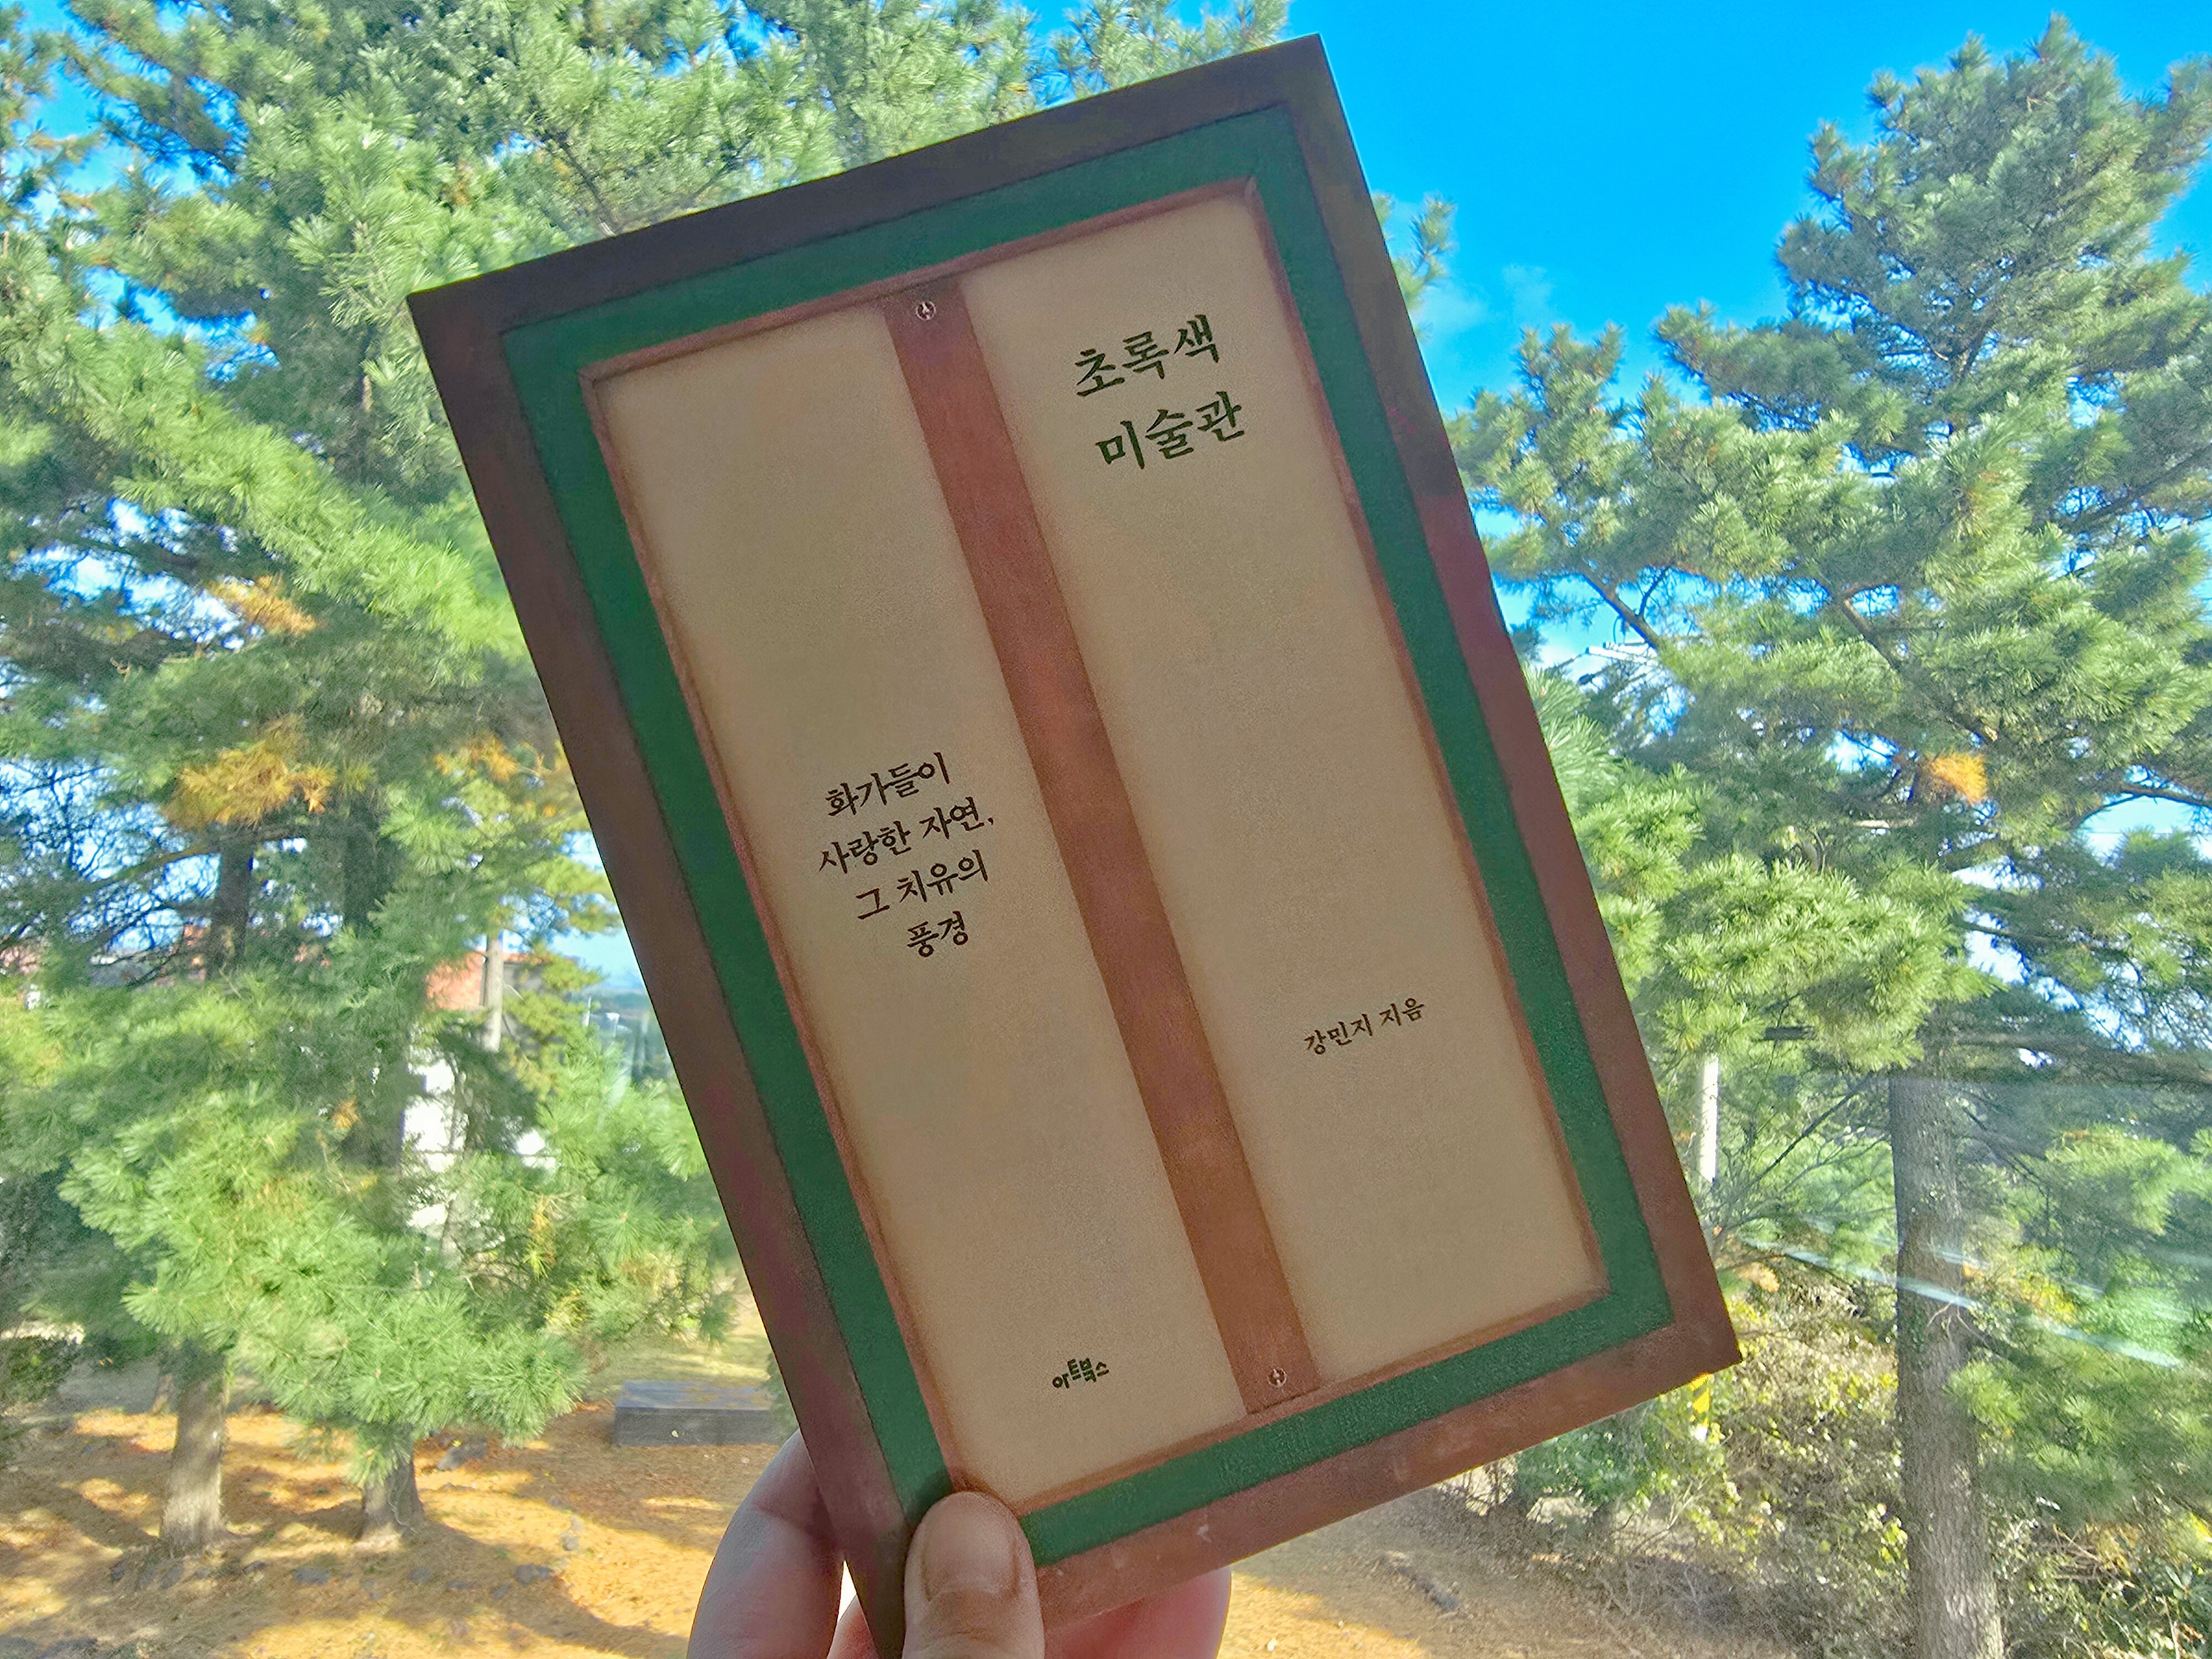 초록색
미술관
화가들이
사랑한 자연,
그 치유의
풍경
강민지 지음
아트북스